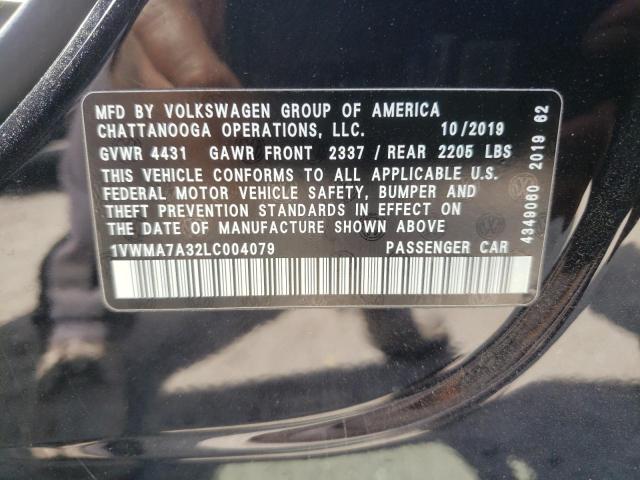 MFD BY VOLKSWAGEN GROUP OF AMERICA
CHATTANOOGA OPERATIONS, LLC. 10/2019
GVWR 4431 GAWR FRONT 2337 / REAR 2205 LBS
THIS VEHICLE CONFORMS TO ALL APPLICABLE U.S.
FEDERAL MOTOR VEHICLE SAFETY, BUMPER AND
THEFT PREVENTION STANDARDS IN EFFECT ON
THE DATE OF MANUFACTURE SHOWN ABOVE
1VWMA7A32LC004079 PASSENGER CAR
4349060 2019 62